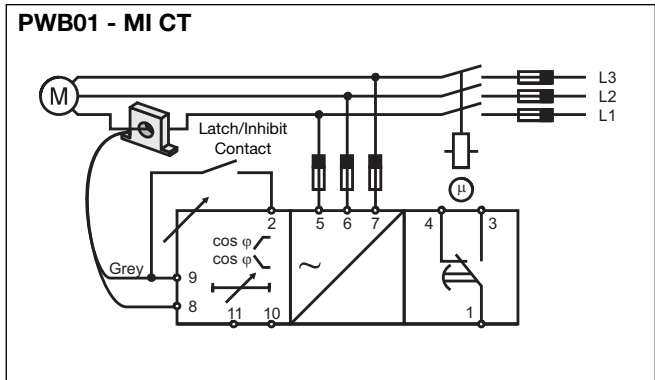 PWB01 - MI CT
L3
L2
L1
M
Latch/Inhibit
Contact
μ
2
5
6
7
4
3
cos φ
cos φ
~
Grey
9
8
11
10
1